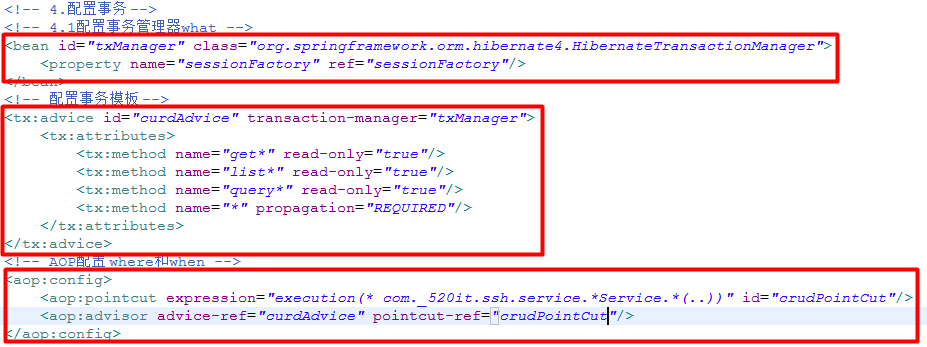 <!-- 4.配置事务 -->
<!-- 4.1配置事务管理器what -->
<bean id="txManager" class="org.springframework.orm.hibernate4.HibernateTransactionManager">
    <property name="sessionFactory" ref="sessionFactory"/>
</bean>
<!-- 配置事务模板 -->
<tx:advice id="curdAdvice" transaction-manager="txManager">
    <tx:attributes>
        <tx:method name="get*" read-only="true"/>
        <tx:method name="list*" read-only="true"/>
        <tx:method name="query*" read-only="true"/>
        <tx:method name="*" propagation="REQUIRED"/>
    </tx:attributes>
</tx:advice>
<!-- AOP配置 where和when -->
<aop:config>
    <aop:pointcut expression="execution(* com._520it.ssh.service.*Service.*(..))" id="crudPointCut"/>
    <aop:advisor advice-ref="curdAdvice" pointcut-ref="crudPointCut"/>
</aop:config>